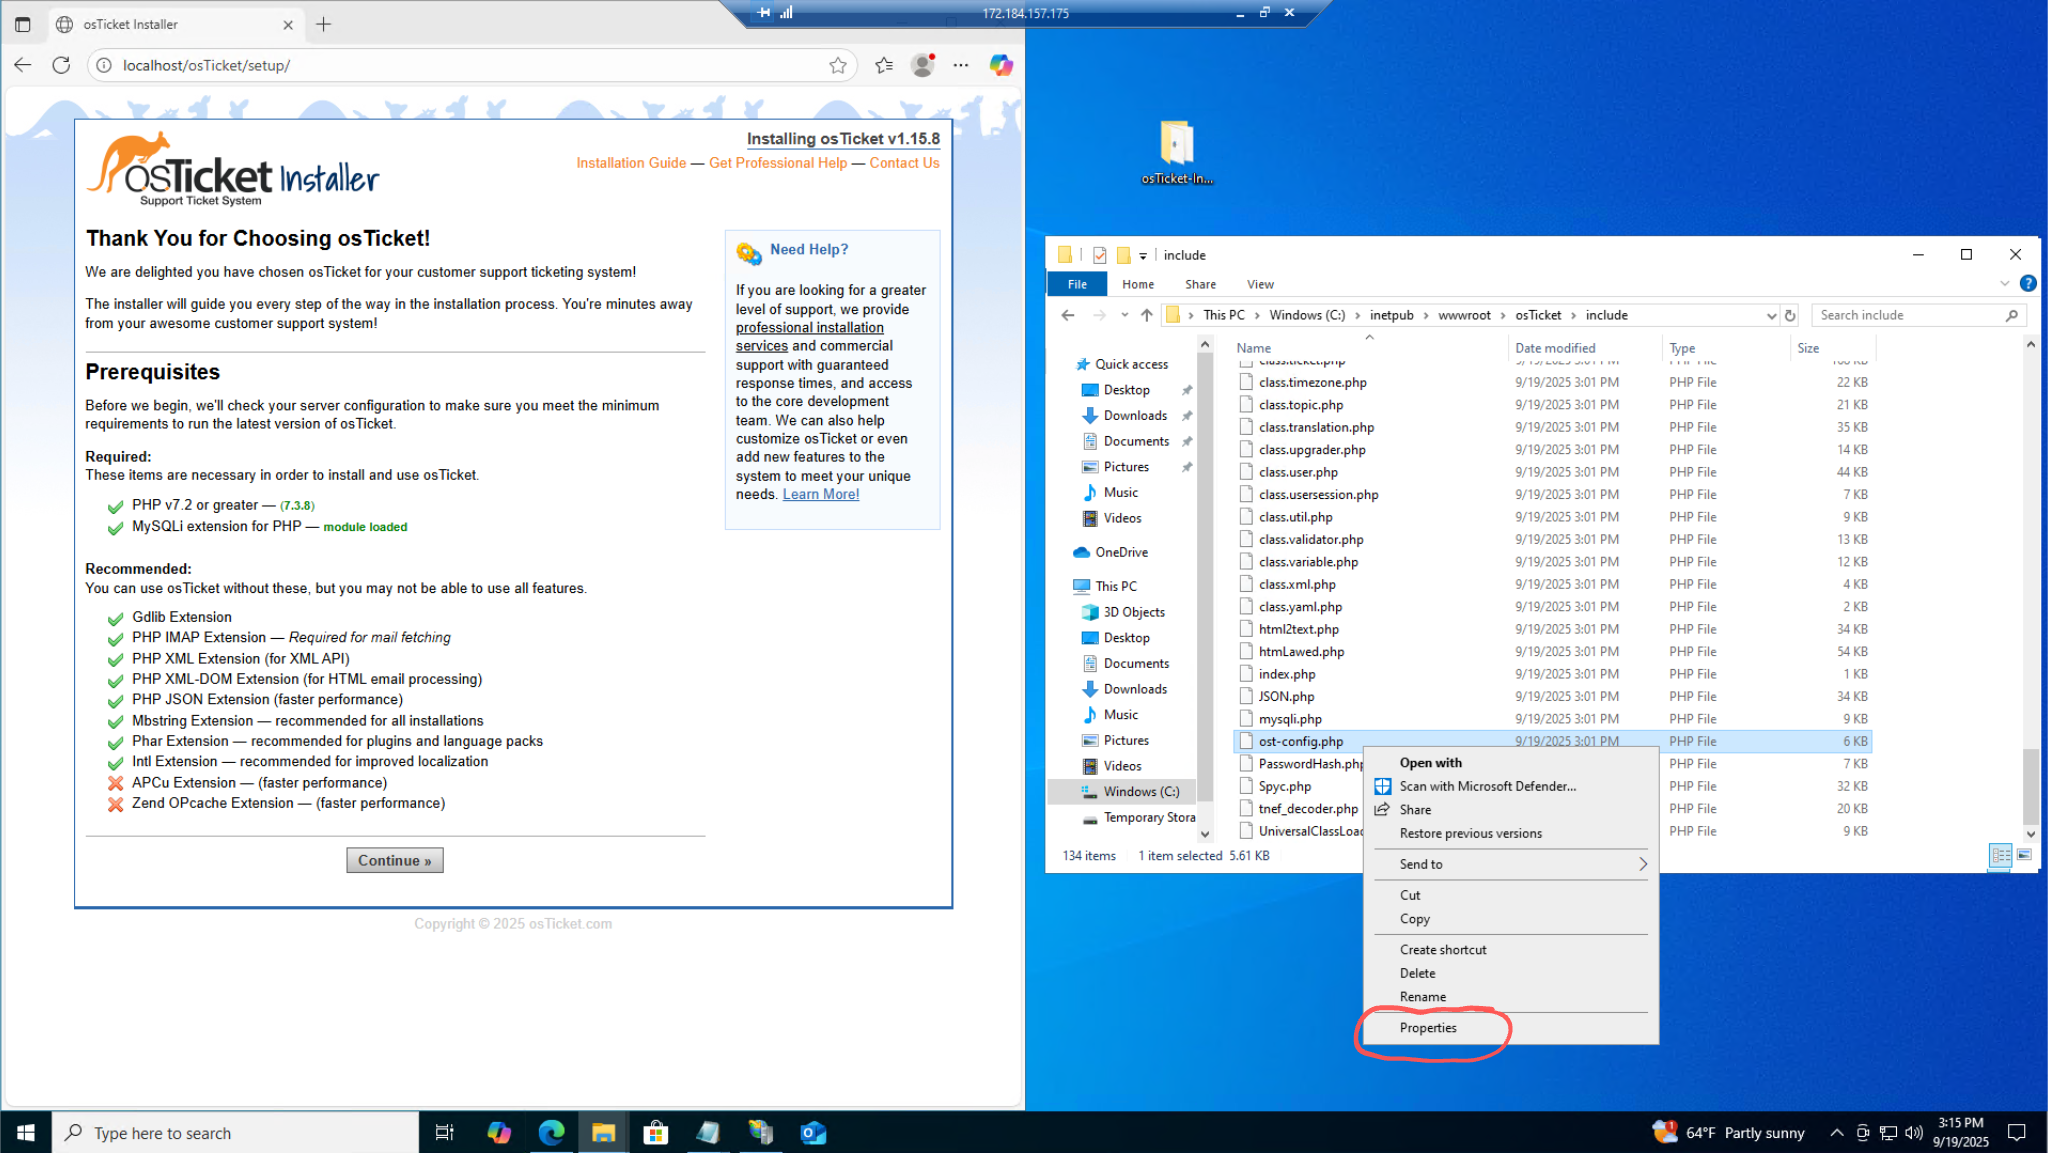 osTicket Installer
172.184.157.175
localhost/osTicket/setup/
osTicket Installer
Support Ticket System
Installing osTicket v1.15.8
Installation Guide — Get Professional Help — Contact Us
Thank You for Choosing osTicket!
We are delighted you have chosen osTicket for your customer support ticketing system!
The installer will guide you every step of the way in the installation process. You're minutes away
from your awesome customer support system!
Prerequisites
Before we begin, we'll check your server configuration to make sure you meet the minimum
requirements to run the latest version of osTicket.
Required:
These items are necessary in order to install and use osTicket.
PHP v7.2 or greater — (7.3.8)
MySQLi extension for PHP — module loaded
Recommended:
You can use osTicket without these, but you may not be able to use all features.
Gdlib Extension
PHP IMAP Extension — Required for mail fetching
PHP XML Extension (for XML API)
PHP XML-DOM Extension (for HTML email processing)
PHP JSON Extension (faster performance)
Mbstring Extension — recommended for all installations
Phar Extension — recommended for plugins and language packs
Intl Extension — recommended for improved localization
APCu Extension — (faster performance)
Zend OPcache Extension — (faster performance)
Continue »
Need Help?
If you are looking for a greater
level of support, we provide
professional installation
services and commercial
support with guaranteed
response times, and access
to the core development
team. We can also help
customize osTicket or even
add new features to the
system to meet your unique
needs. Learn More!
Copyright © 2025 osTicket.com
osTicket-In...
include
File Home Share View
This PC > Windows (C:) > inetpub > wwwroot > osTicket > include
Search include
Quick access
Desktop
Downloads
Documents
Pictures
Music
Videos
OneDrive
This PC
3D Objects
Desktop
Documents
Downloads
Music
Pictures
Videos
Windows (C:)
Temporary Stora
Name Date modified Type Size
class.ticket.php 9/19/2025 3:01 PM PHP File
class.timezone.php 9/19/2025 3:01 PM PHP File 22 KB
class.topic.php 9/19/2025 3:01 PM PHP File 21 KB
class.translation.php 9/19/2025 3:01 PM PHP File 35 KB
class.upgrader.php 9/19/2025 3:01 PM PHP File 14 KB
class.user.php 9/19/2025 3:01 PM PHP File 44 KB
class.usersession.php 9/19/2025 3:01 PM PHP File 7 KB
class.util.php 9/19/2025 3:01 PM PHP File 9 KB
class.validator.php 9/19/2025 3:01 PM PHP File 13 KB
class.variable.php 9/19/2025 3:01 PM PHP File 12 KB
class.xml.php 9/19/2025 3:01 PM PHP File 4 KB
class.yaml.php 9/19/2025 3:01 PM PHP File 2 KB
html2text.php 9/19/2025 3:01 PM PHP File 34 KB
htmLawed.php 9/19/2025 3:01 PM PHP File 54 KB
index.php 9/19/2025 3:01 PM PHP File 1 KB
JSON.php 9/19/2025 3:01 PM PHP File 34 KB
mysqli.php 9/19/2025 3:01 PM PHP File 9 KB
ost-config.php 9/19/2025 3:01 PM PHP File 6 KB
PasswordHash.php PHP File 7 KB
Spyc.php PHP File 32 KB
tnef_decoder.php PHP File 20 KB
UniversalClassLoad PHP File 9 KB
134 items 1 item selected 5.61 KB
Open with
Scan with Microsoft Defender...
Share
Restore previous versions
Send to
Cut
Copy
Create shortcut
Delete
Rename
Properties
Type here to search
64°F Partly sunny
3:15 PM
9/19/2025